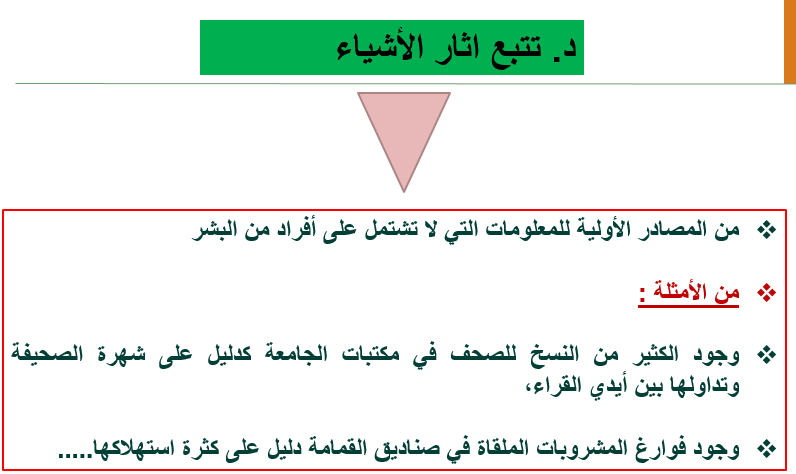 د. تتبع اثار الأشياء
❖ من المصادر الأولية للمعلومات التي لا تشتمل على أفراد من البشر
❖ من الأمثلة :
❖ وجود الكثير من النسخ للصحف في مكتبات الجامعة كدليل على شهرة الصحيفة
وتداولها بين أيدي القراء،
❖ وجود فوارغ المشروبات الملقاة في صناديق القمامة دليل على كثرة استهلاكها.....